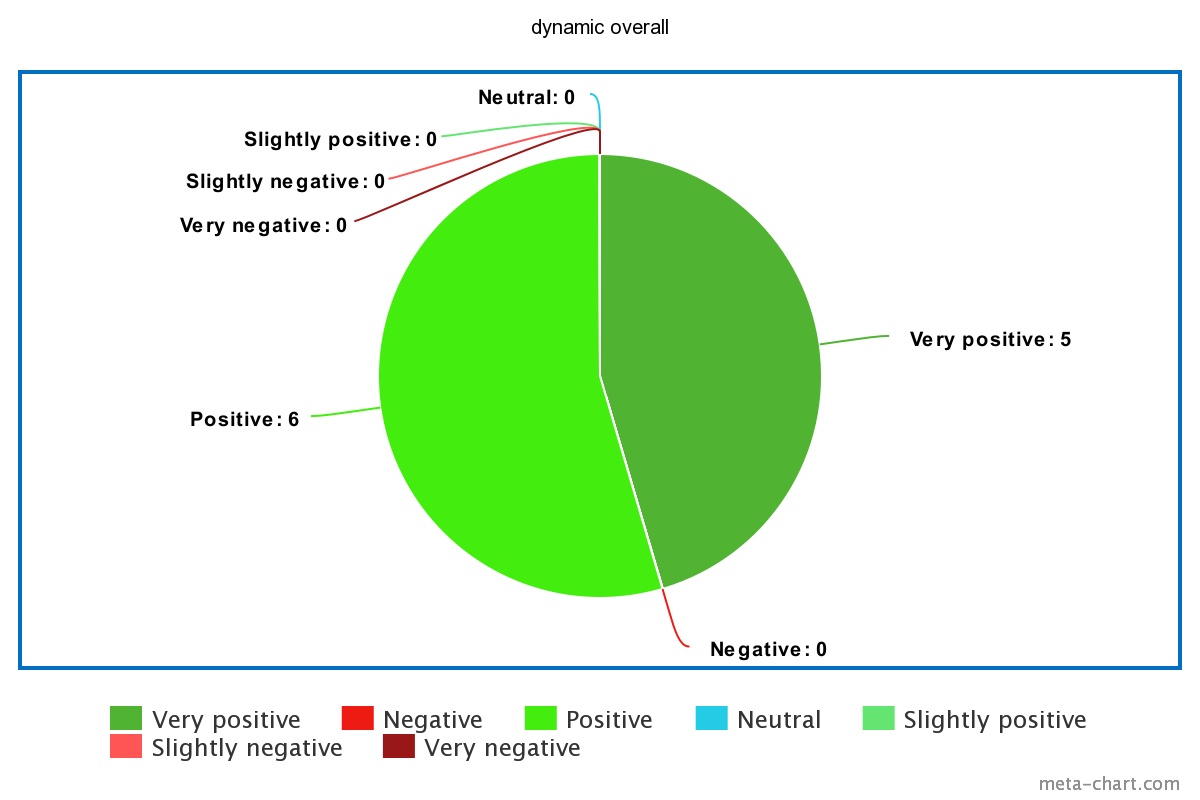 dynamic overall
Neutral: 0
Slightly positive: 0
Slightly negative: 0
Very negative: 0
Very positive: 5
Positive: 6
Negative: 0
Very positive Negative Positive Neutral Slightly positive
Slightly negative Very negative
meta-chart.com